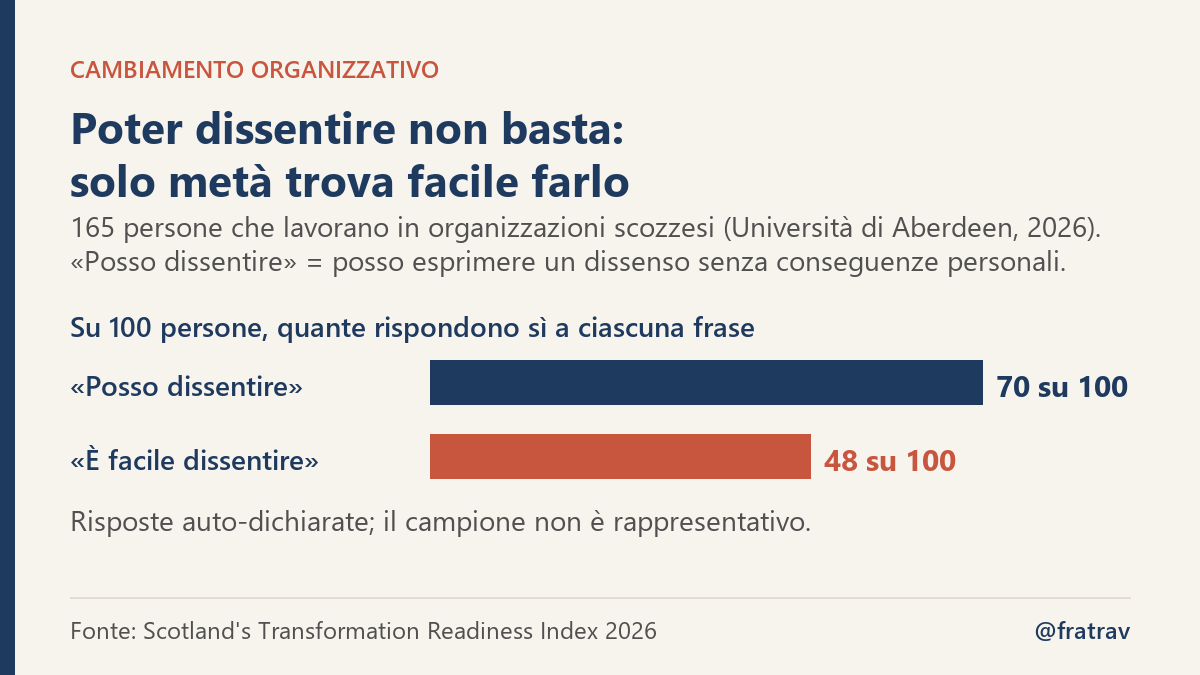 CAMBIAMENTO ORGANIZZATIVO
Poter dissentire non basta:
solo metà trova facile farlo
165 persone che lavorano in organizzazioni scozzesi (Università di Aberdeen, 2026).
«Posso dissentire» = posso esprimere un dissenso senza conseguenze personali.
Su 100 persone, quante rispondono sì a ciascuna frase
«Posso dissentire» 70 su 100
«È facile dissentire» 48 su 100
Risposte auto-dichiarate; il campione non è rappresentativo.
Fonte: Scotland's Transformation Readiness Index 2026 @fratrav